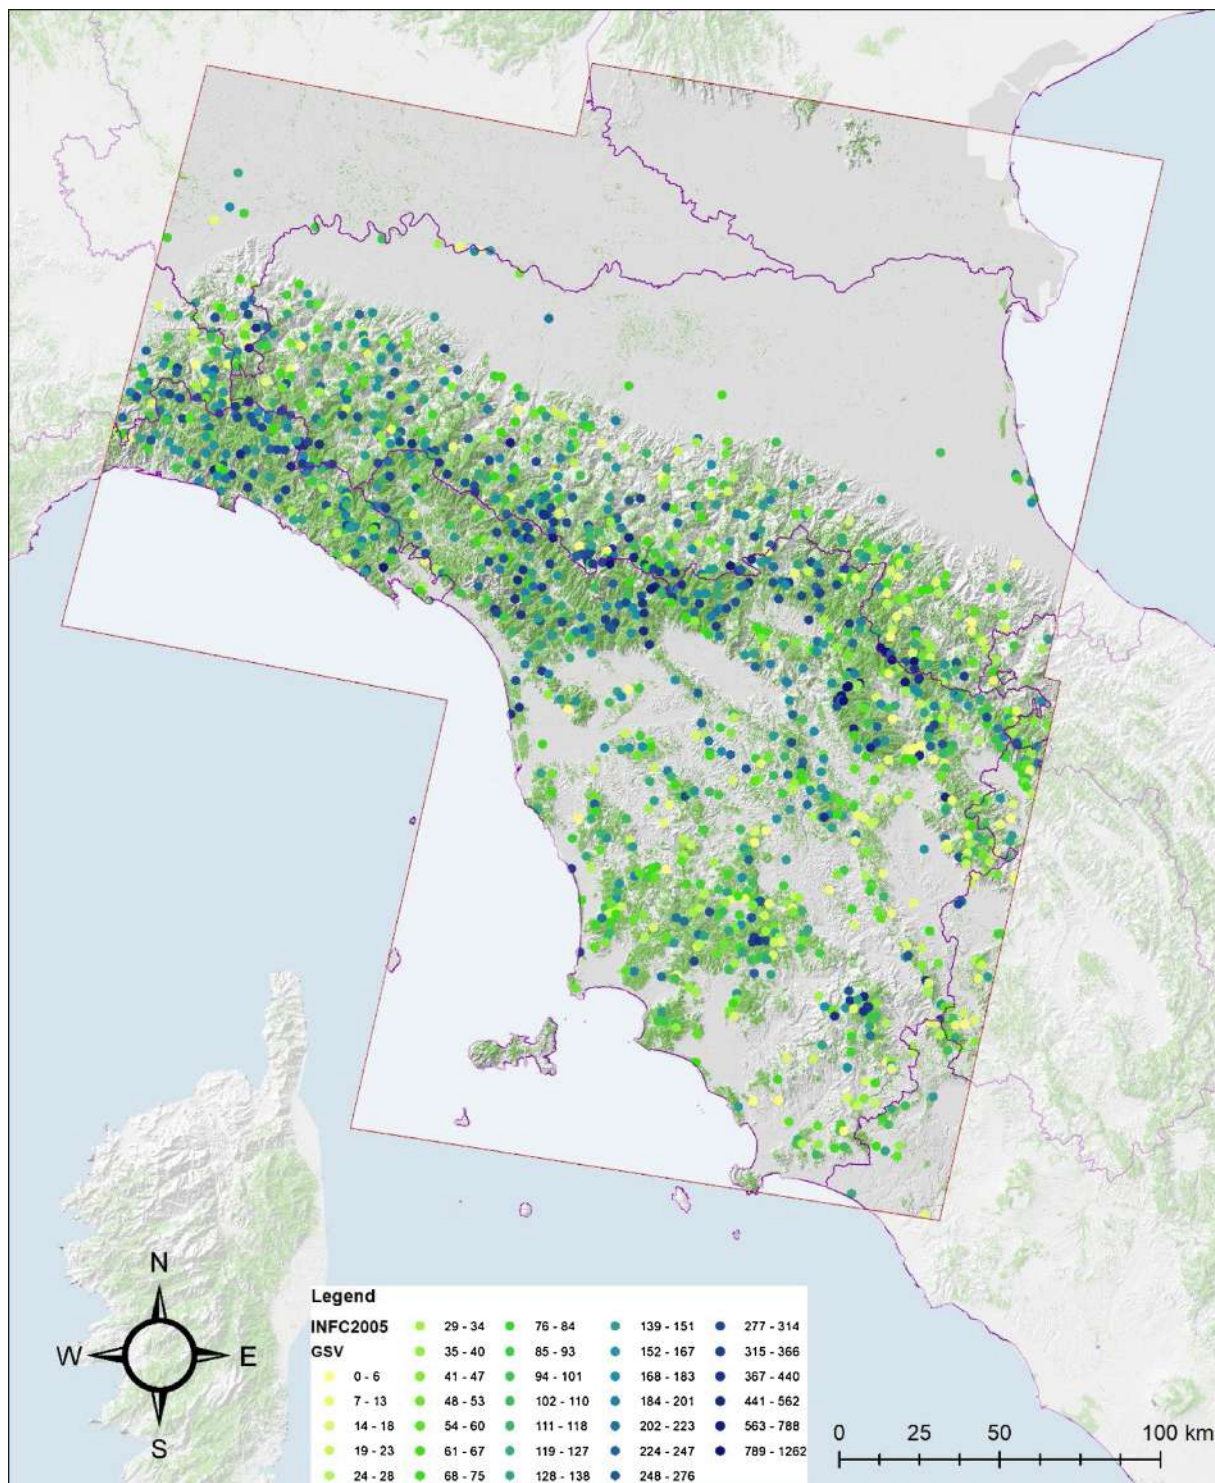 N
W E
S
Legend
INFC2005 29 - 34 76 - 84 139 - 151 277 - 314
GSV 35 - 40 85 - 93 152 - 167 315 - 366
0 - 6 41 - 47 94 - 101 168 - 183 367 - 440
7 - 13 48 - 53 102 - 110 184 - 201 441 - 562
14 - 18 54 - 60 111 - 118 202 - 223 563 - 788
19 - 23 61 - 67 119 - 127 224 - 247 789 - 1262
24 - 28 68 - 75 128 - 138 248 - 276
0 25 50 100 km